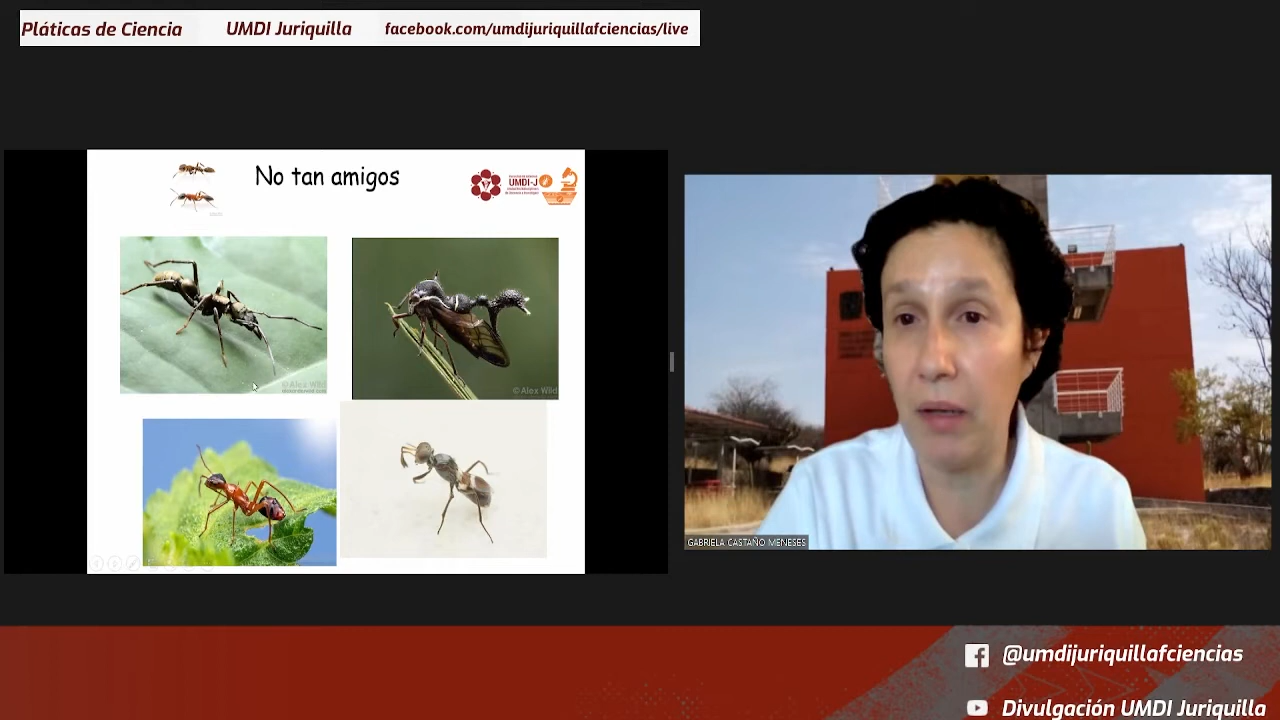 Pláticas de Ciencia UMDI Juriquilla facebook.com/umdijuriquillafciencias/live
No tan amigos
UMDI-J
© Alex Wild
© Alex Wild
GABRIELA CASTAÑO MENESES
@umdijuriquillafciencias
Divulgación UMDI Juriquilla